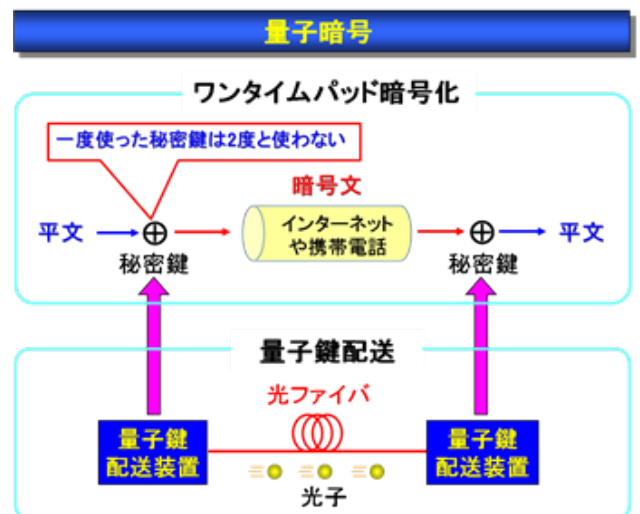 量子暗号
ワンタイムパッド暗号化
一度使った秘密鍵は2度と使わない
暗号文
平文
インターネット
や携帯電話
平文
秘密鍵
秘密鍵
量子鍵配送
光ファイバ
量子鍵
配送装置
量子鍵
配送装置
光子